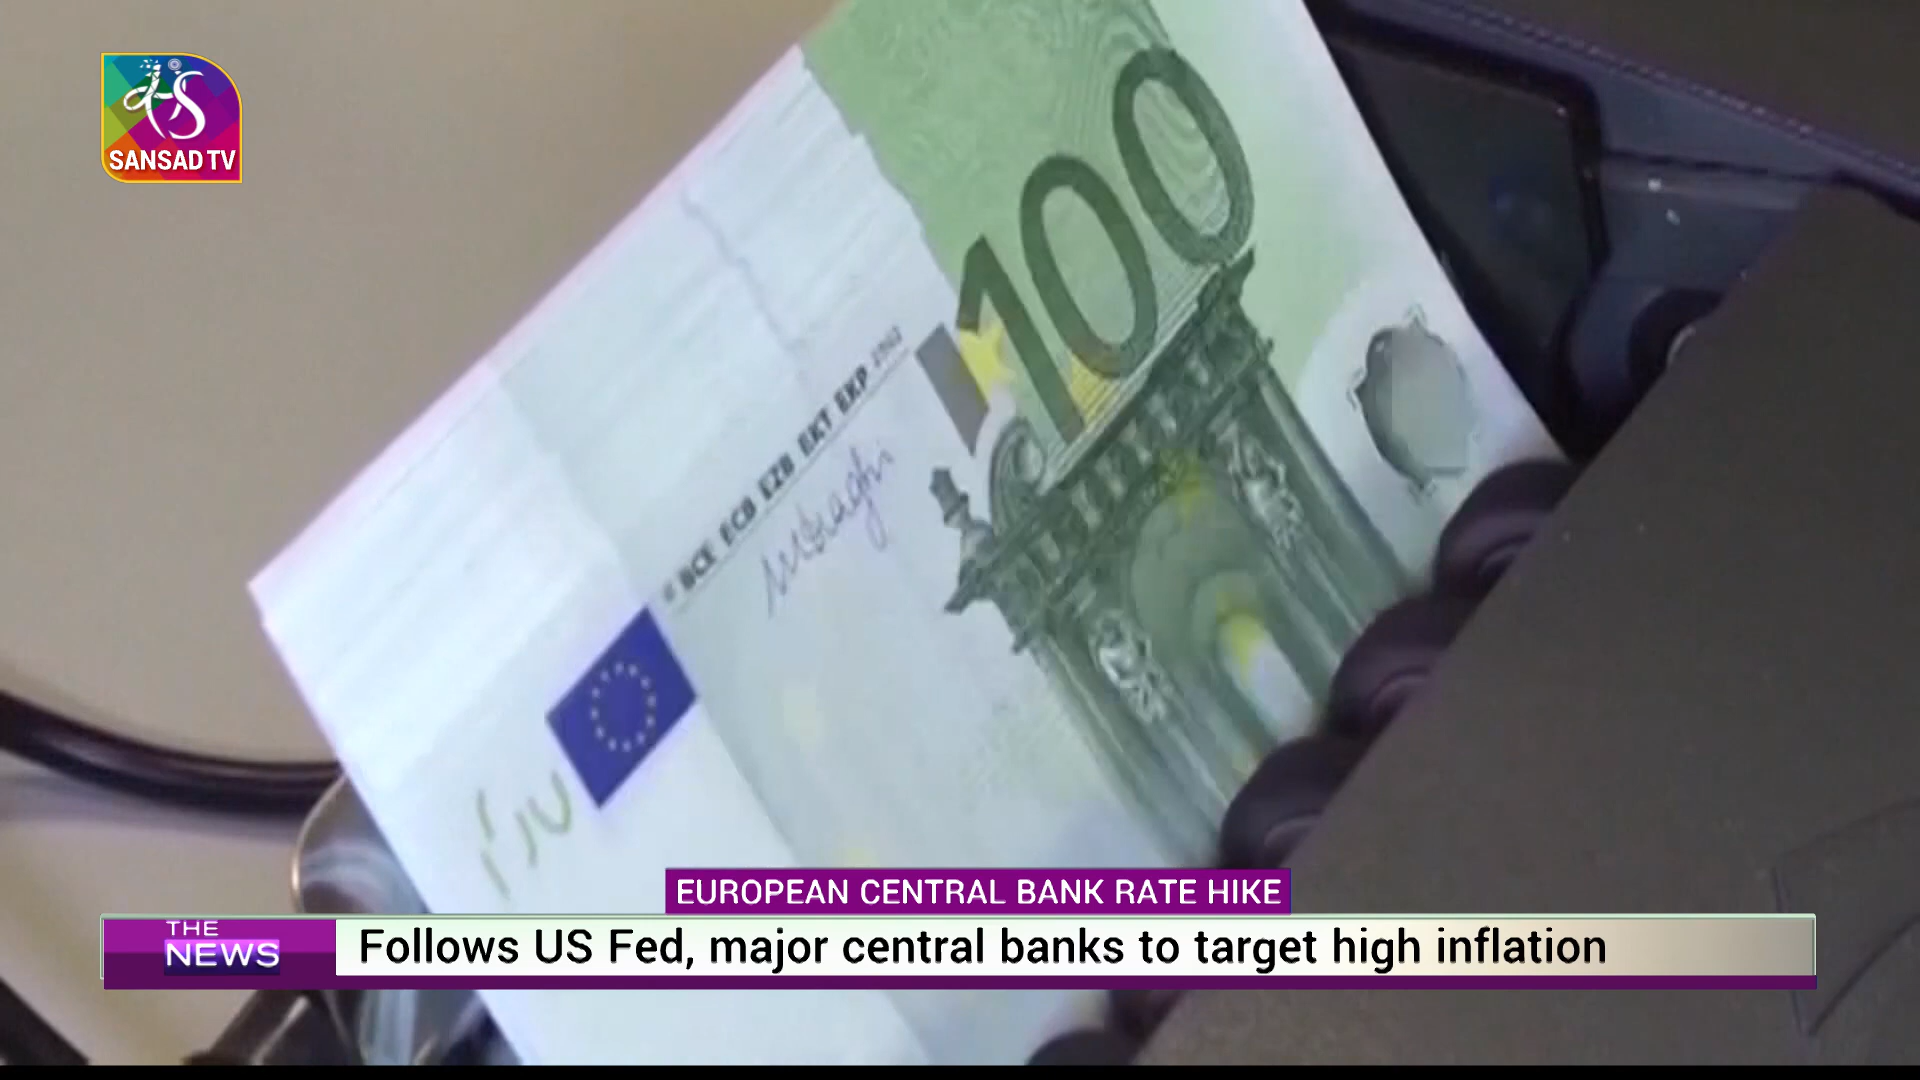 SANSAD TV
100
BCE ECB EZB EKT EKP 2002
EUROPEAN CENTRAL BANK RATE HIKE
THE
NEWS
Follows US Fed, major central banks to target high inflation